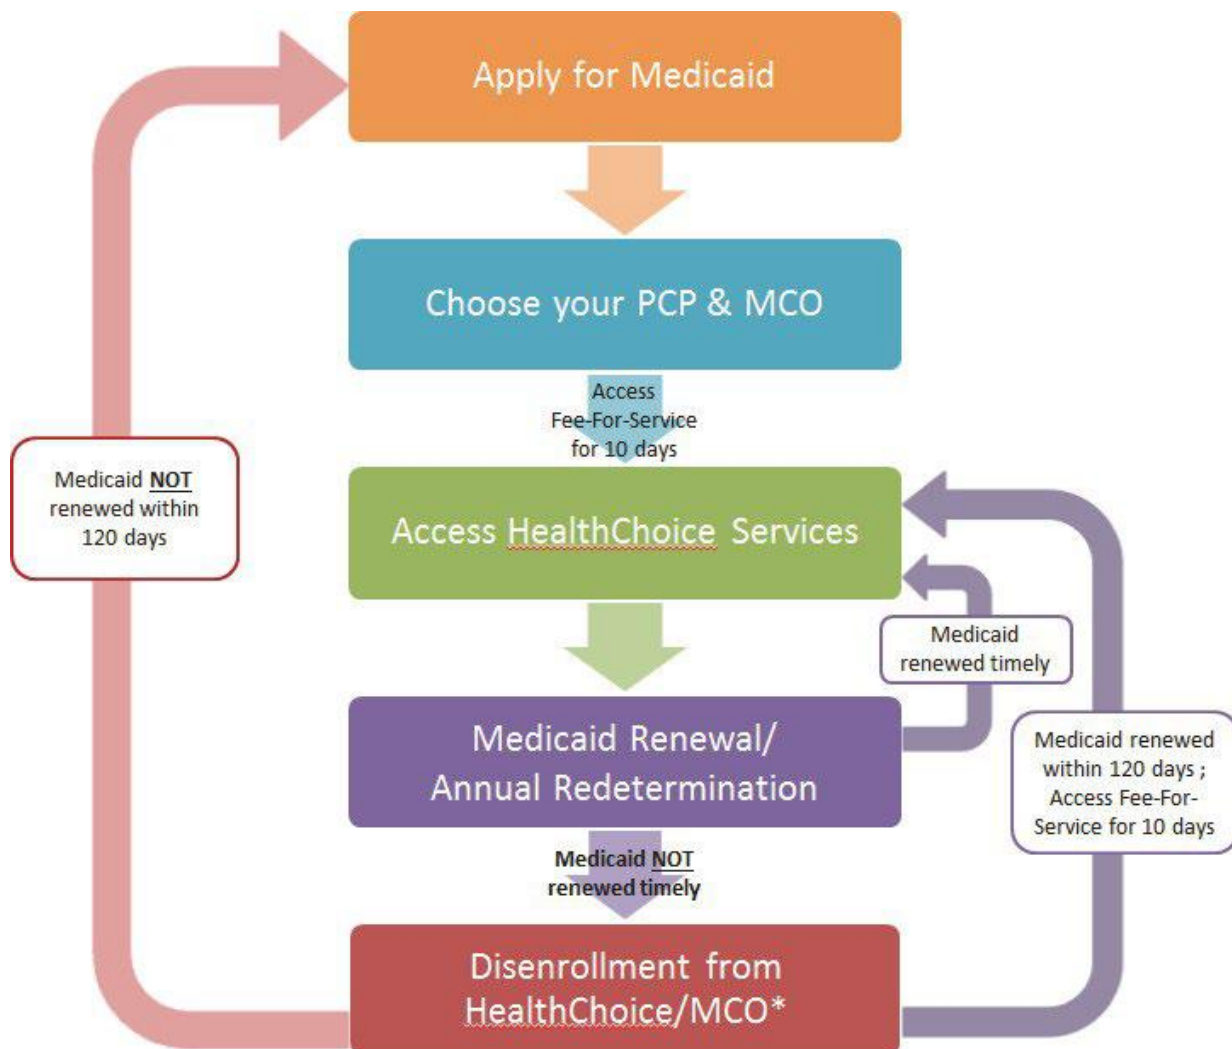 Apply for Medicaid
Choose your PCP & MCO
Access
Fee-For-Service
for 10 days
Medicaid NOT
renewed within
120 days
Access HealthChoice Services
Medicaid
renewed timely
Medicaid Renewal/
Annual Redetermination
Medicaid renewed
within 120 days ;
Access Fee-For-
Service for 10 days
Medicaid NOT
renewed timely
Disenrollment from
HealthChoice/MCO*